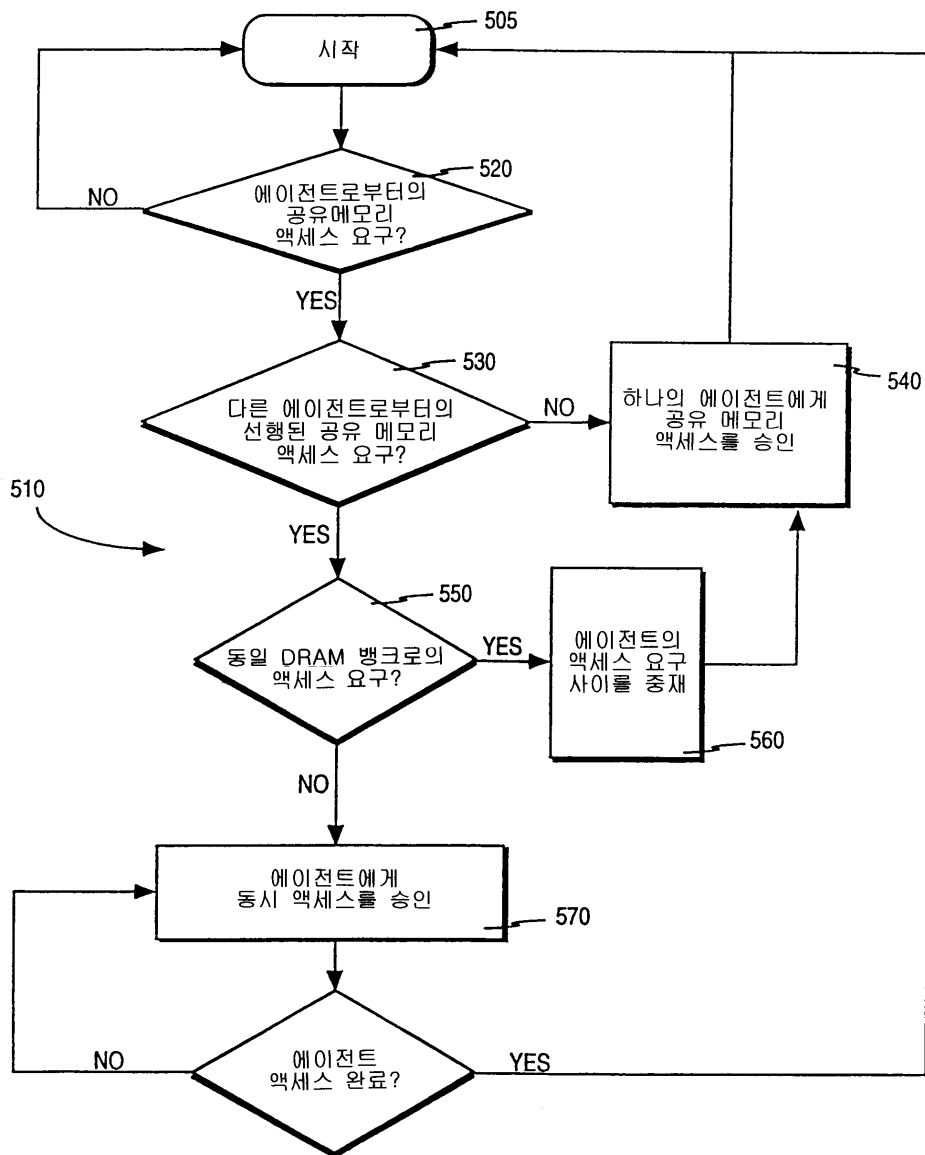 505
시작
520
NO
에이전트로부터의
공유메모리
액세스 요구?
YES
530
다른 에이전트로부터의
선행된 공유 메모리
액세스 요구?
NO
540
하나의 에이전트에게
공유 메모리
액세스를 승인
510
YES
550
동일 DRAM 뱅크로의
액세스 요구?
YES
에이전트의
액세스 요구
사이를 중재
560
NO
에이전트에게
동시 액세스를 승인
570
NO
에이전트
액세스 완료?
YES